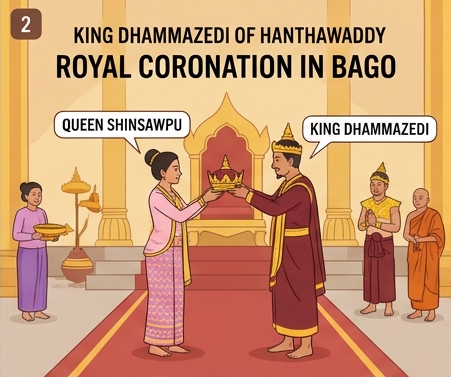 2
KING DHAMMAZEDI OF HANTHAWADDY
ROYAL CORONATION IN BAGO
QUEEN SHINSAWPU
KING DHAMMAZEDI